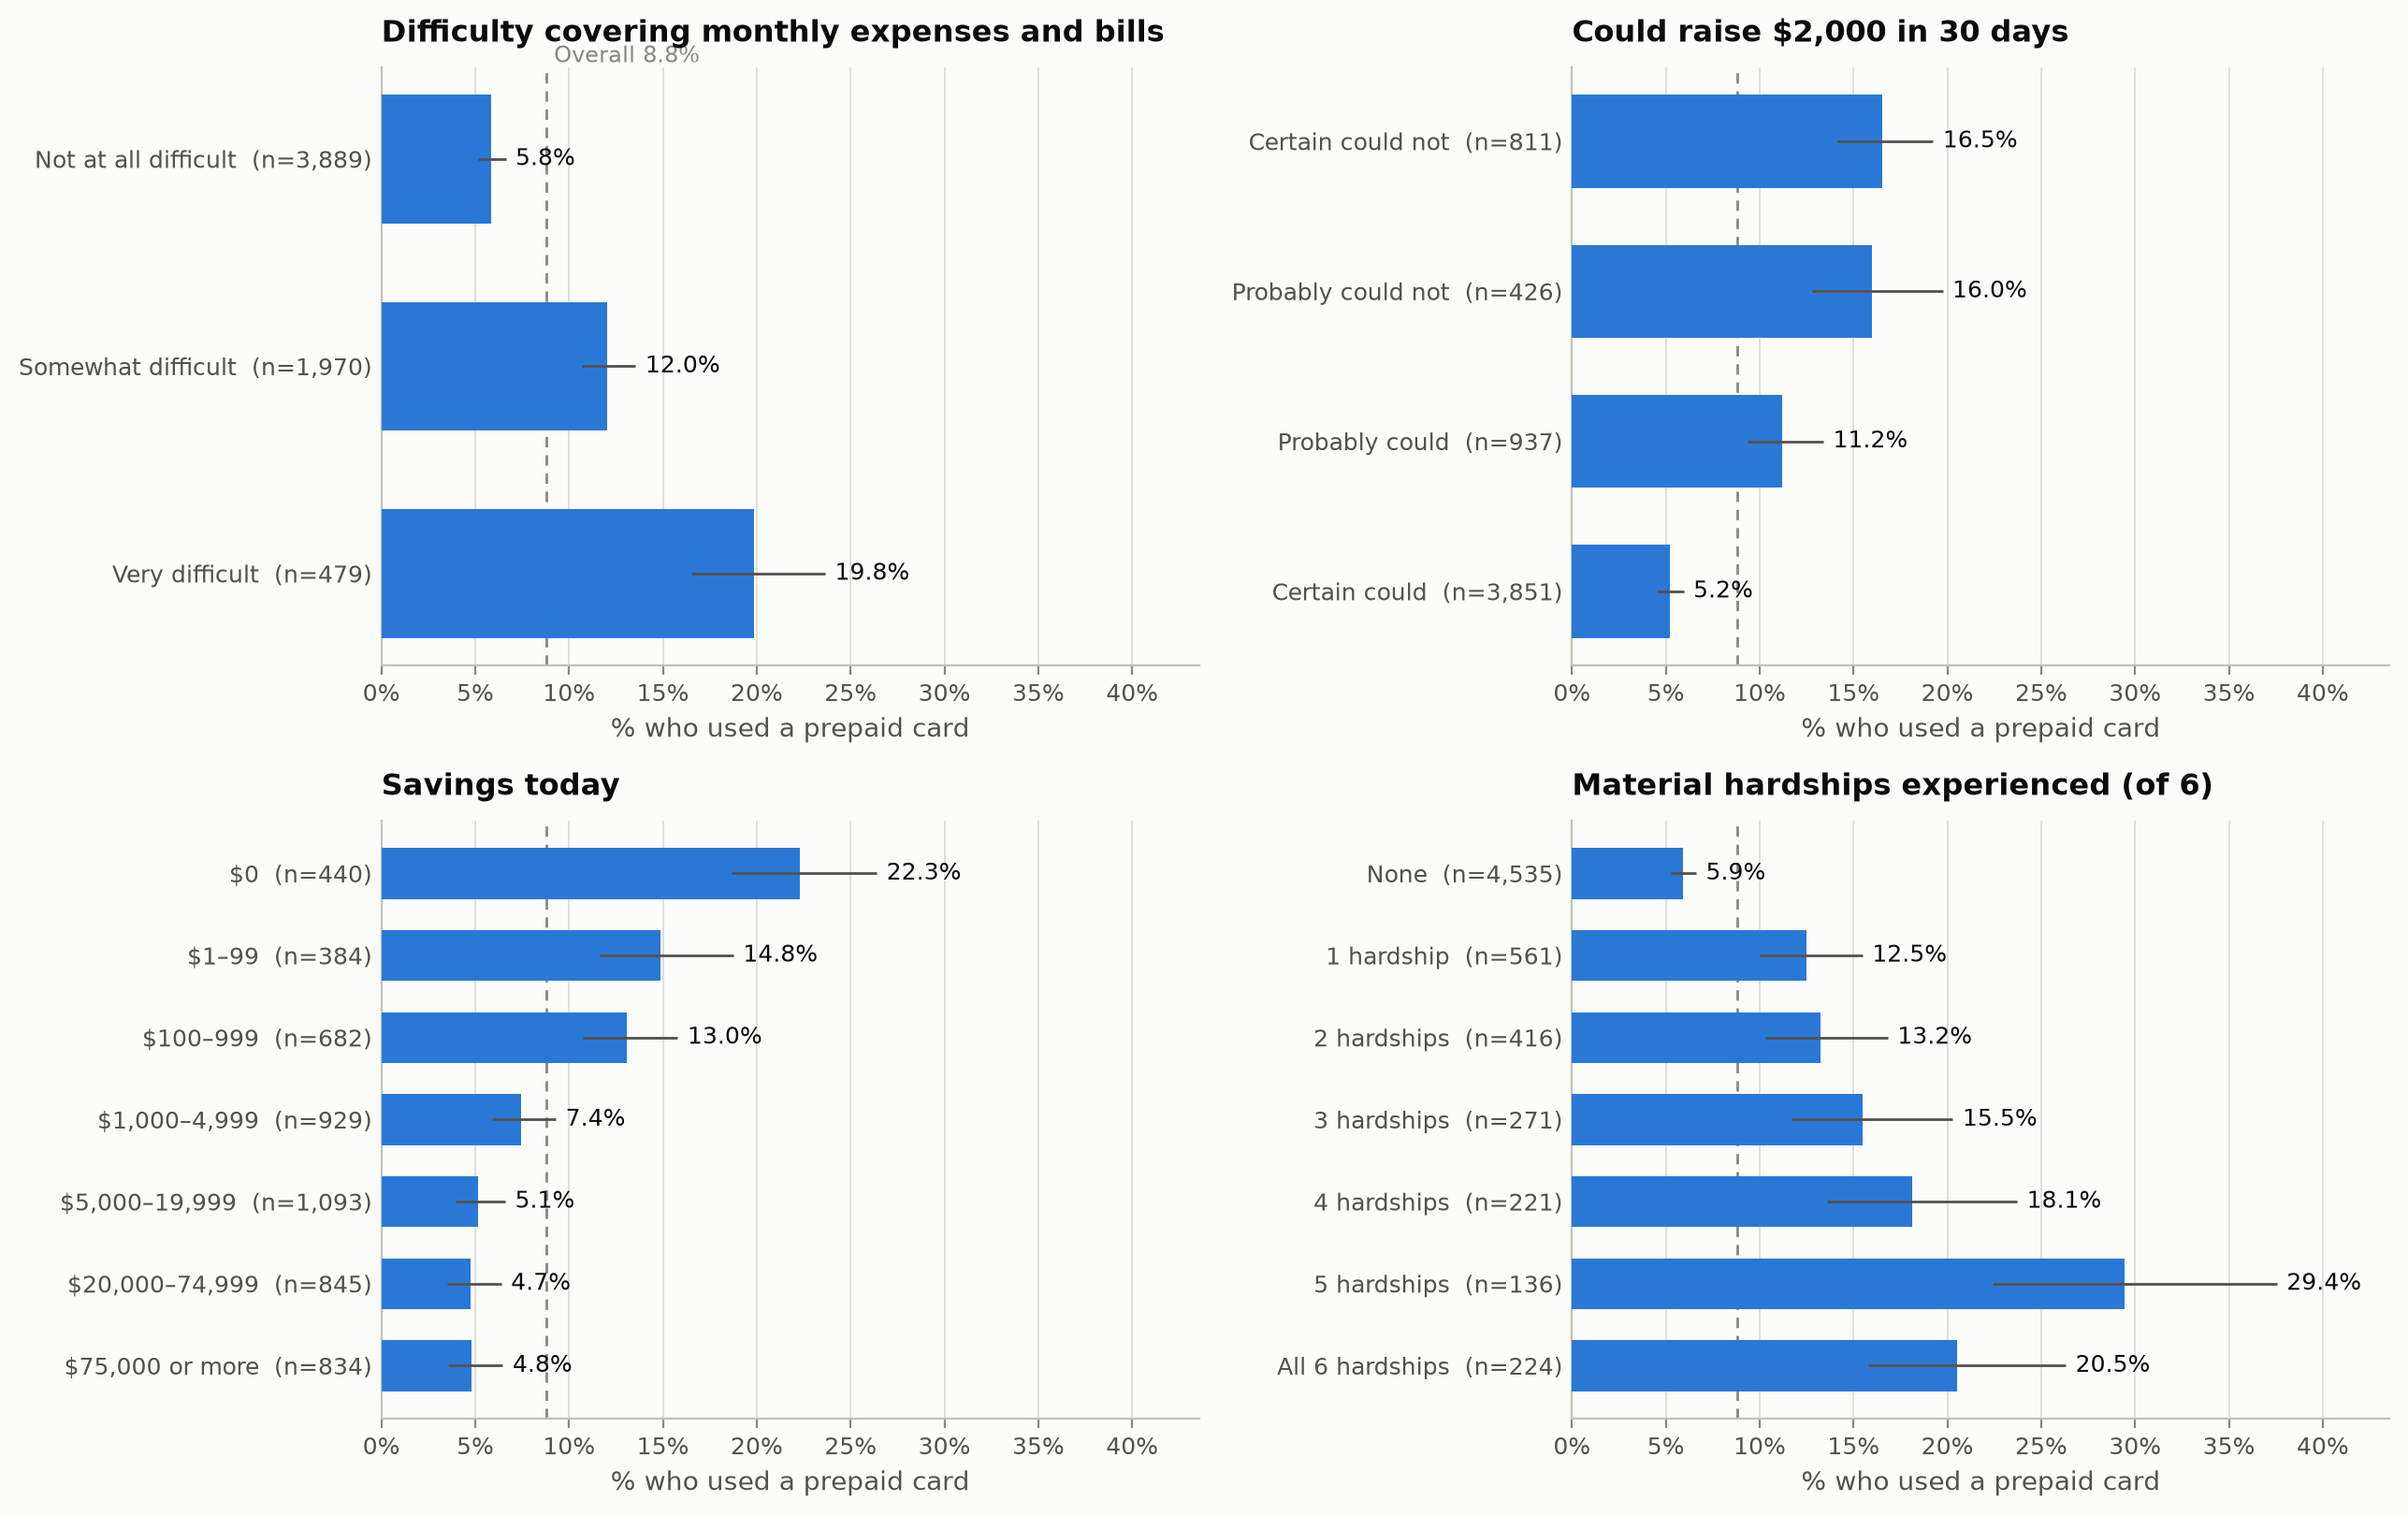 Difficulty covering monthly expenses and bills
Overall 8.8%
Not at all difficult (n=3,889)
5.8%
Somewhat difficult (n=1,970)
12.0%
Very difficult (n=479)
19.8%
0% 5% 10% 15% 20% 25% 30% 35% 40%
% who used a prepaid card
Could raise $2,000 in 30 days
Certain could not (n=811)
16.5%
Probably could not (n=426)
16.0%
Probably could (n=937)
11.2%
Certain could (n=3,851)
5.2%
0% 5% 10% 15% 20% 25% 30% 35% 40%
% who used a prepaid card
Savings today
$0 (n=440)
22.3%
$1–99 (n=384)
14.8%
$100–999 (n=682)
13.0%
$1,000–4,999 (n=929)
7.4%
$5,000–19,999 (n=1,093)
5.1%
$20,000–74,999 (n=845)
4.7%
$75,000 or more (n=834)
4.8%
0% 5% 10% 15% 20% 25% 30% 35% 40%
% who used a prepaid card
Material hardships experienced (of 6)
None (n=4,535)
5.9%
1 hardship (n=561)
12.5%
2 hardships (n=416)
13.2%
3 hardships (n=271)
15.5%
4 hardships (n=221)
18.1%
5 hardships (n=136)
29.4%
All 6 hardships (n=224)
20.5%
0% 5% 10% 15% 20% 25% 30% 35% 40%
% who used a prepaid card